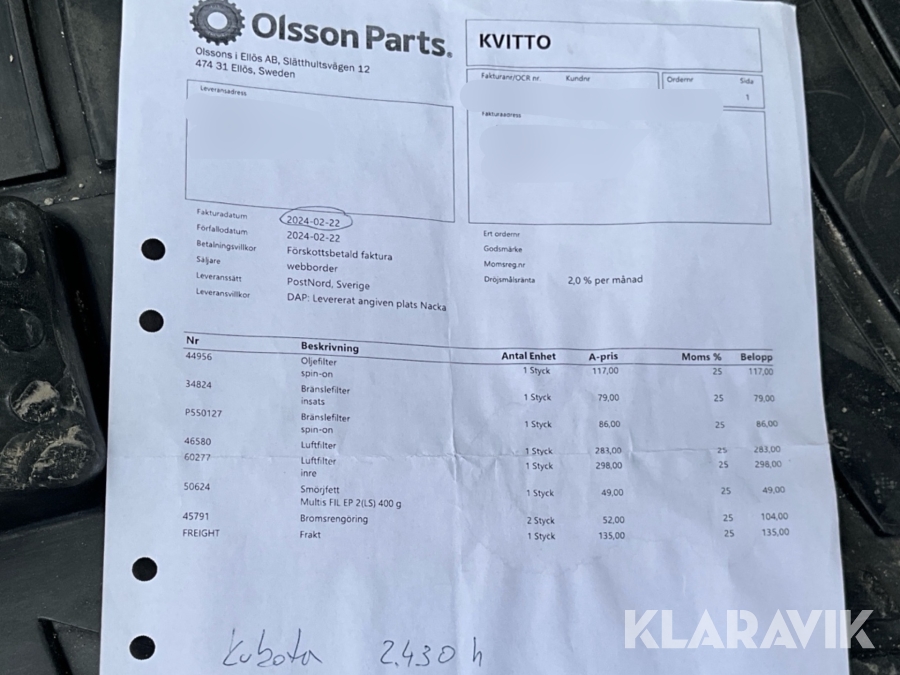 Olsson Parts.
Olssons i Ellös AB, Slätthultsvägen 12
474 31 Ellös, Sweden
KVITTO
Fakturanr/OCR nr. Kundnr Ordernr Sida
1
Leveransadress
Fakturaadress
Fakturadatum 2024-02-22
Förfallodatum 2024-02-22
Betalningsvillkor Förskottsbetald faktura
Säljare webborder
Leveranssätt PostNord, Sverige
Leveransvillkor DAP: Levererat angiven plats Nacka
Ert ordernr
Godsmärke
Momsreg.nr
Dröjsmålsränta 2,0 % per månad
Nr Beskrivning Antal Enhet A-pris Moms % Belopp
44956 Oljefilter 1 Styck 117,00 25 117,00
spin-on
34824 Bränslefilter 1 Styck 79,00 25 79,00
insats
P550127 Bränslefilter 1 Styck 86,00 25 86,00
spin-on
46580 Luftfilter 1 Styck 283,00 25 283,00
60277 Luftfilter 1 Styck 298,00 25 298,00
inre
50624 Smörjfett 1 Styck 49,00 25 49,00
Multis FIL EP 2(LS) 400 g
45791 Bromsrengöring 2 Styck 52,00 25 104,00
FREIGHT Frakt 1 Styck 135,00 25 135,00
Kubota 2.430 h
KLARAVIK